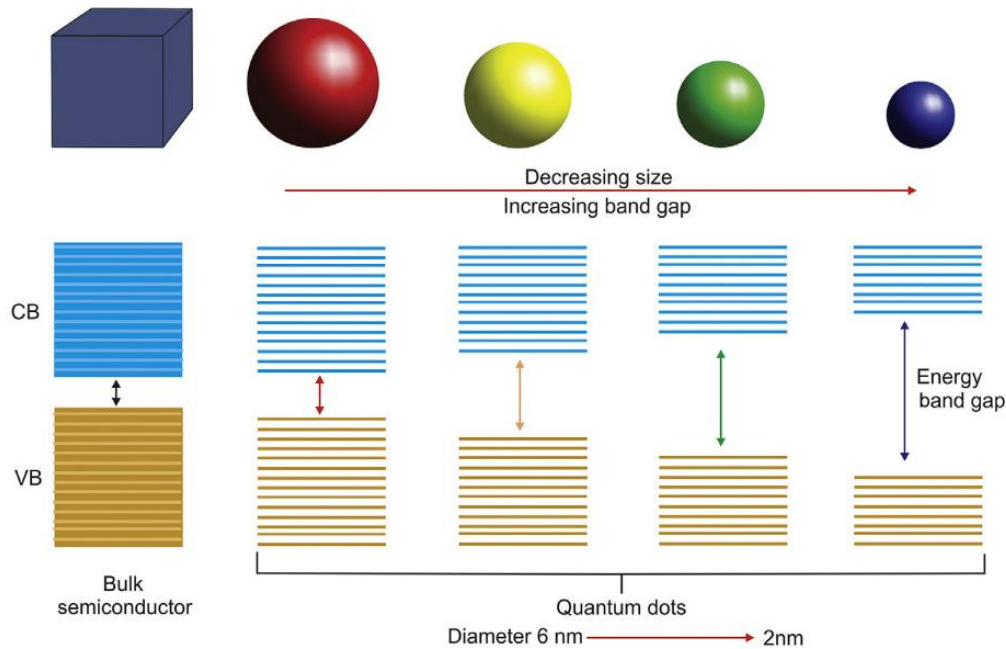 Decreasing size
Increasing band gap
CB
Energy
band gap
VB
Bulk
semiconductor
Quantum dots
Diameter 6 nm 2nm